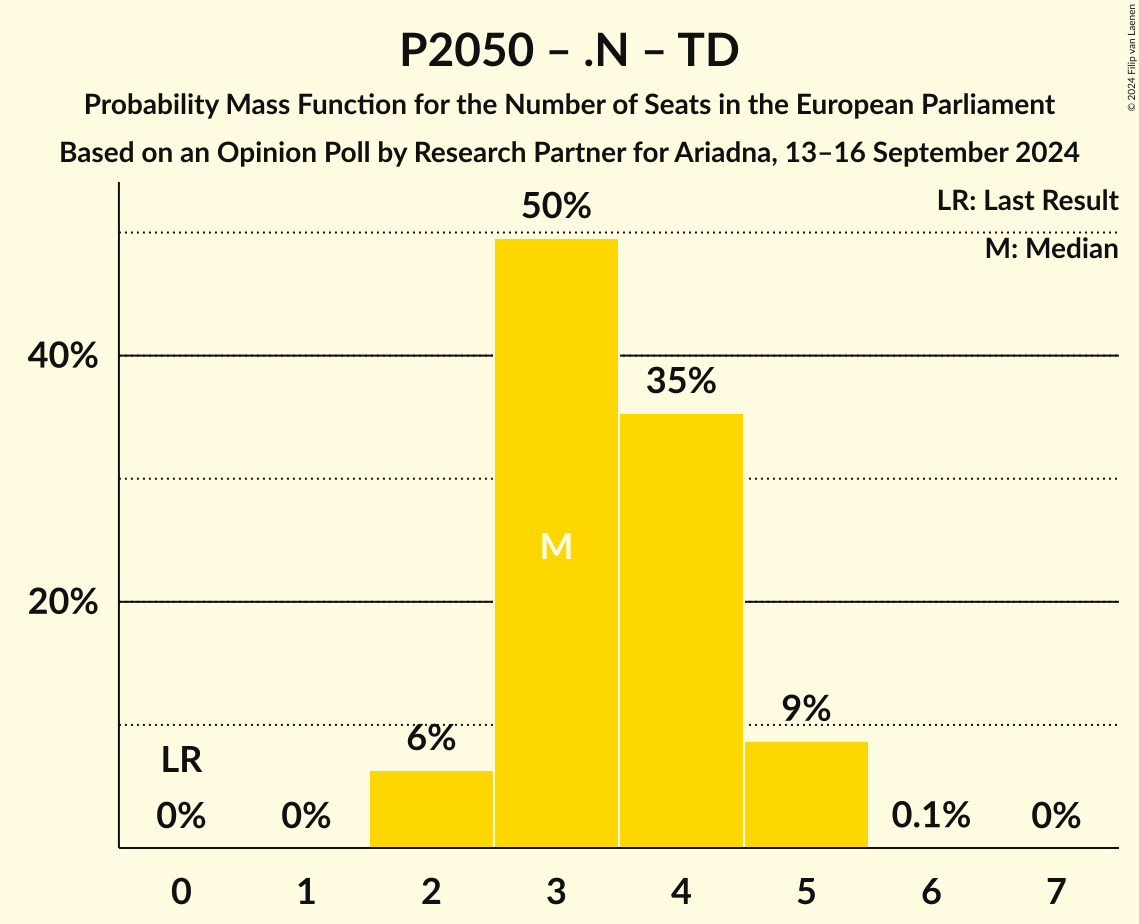 P2050 – .N – TD
Probability Mass Function for the Number of Seats in the European Parliament
Based on an Opinion Poll by Research Partner for Ariadna, 13–16 September 2024
© 2024 Filip van Laenen
LR: Last Result
M: Median
50%
40%
35%
M
20%
9%
6%
LR
0%
0%
0.1%
0%
0 1 2 3 4 5 6 7